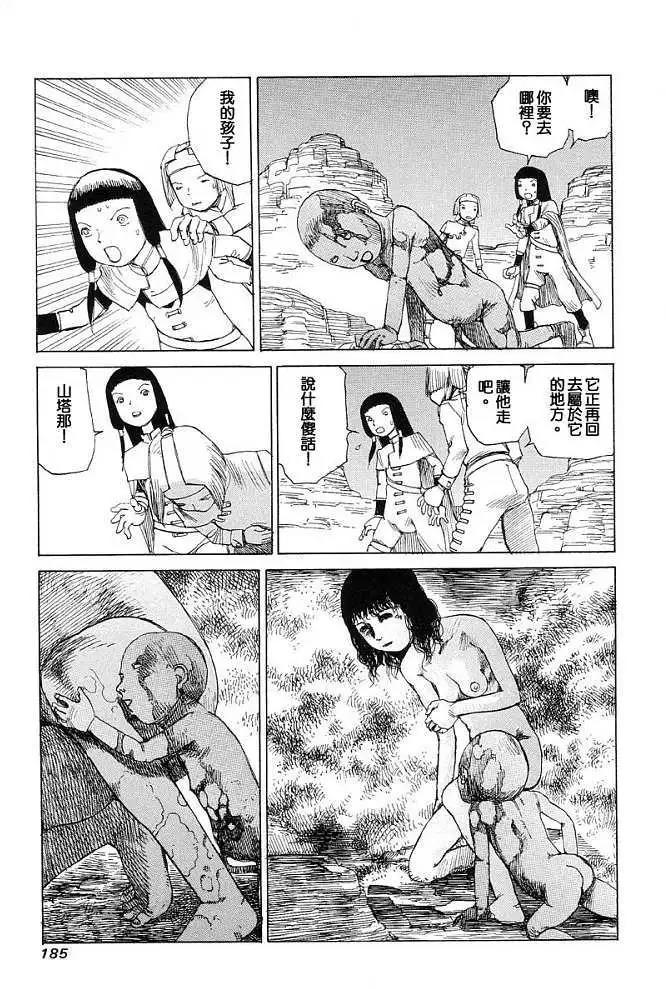 噢！
你要去
哪裡？
我的孩子！
它正再回
去屬於它
的地方。
讓他走
吧。
說什麼傻話！
山塔那！
185